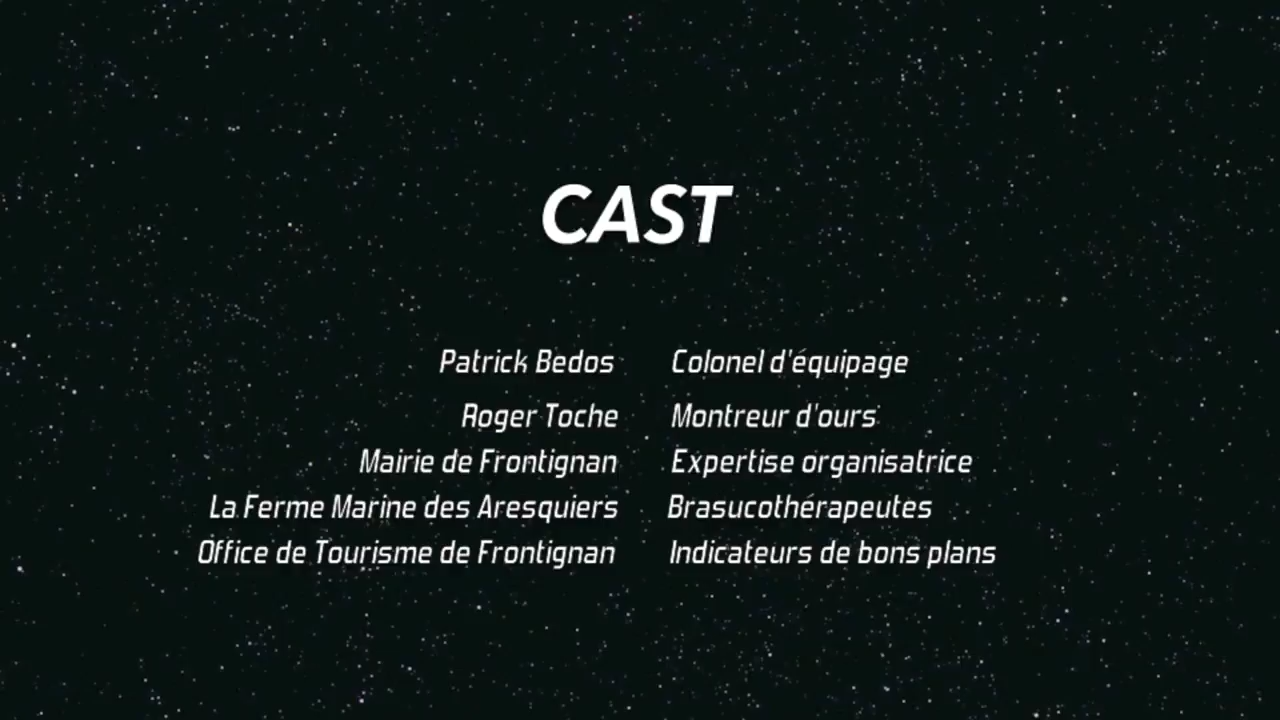 CAST
Patrick Bedos Colonel d'équipage
Roger Toche Montreur d'ours
Mairie de Frontignan Expertise organisatrice
La Ferme Marine des Aresquiers Brasucothérapeutes
Office de Tourisme de Frontignan Indicateurs de bons plans